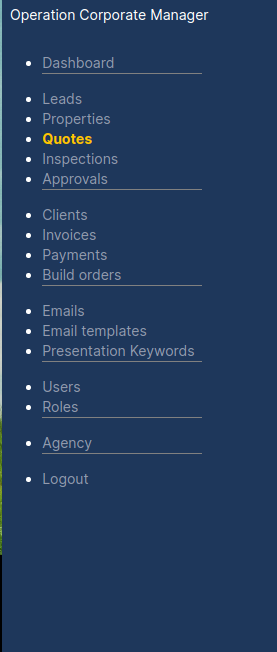 Operation Corporate Manager
Dashboard
Leads
Properties
Quotes
Inspections
Approvals
Clients
Invoices
Payments
Build orders
Emails
Email templates
Presentation Keywords
Users
Roles
Agency
Logout